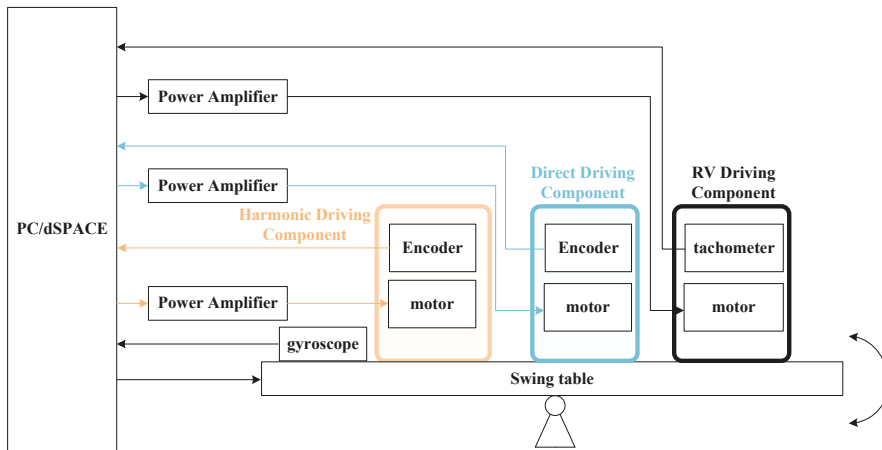 PC/dSPACE
Power Amplifier
Power Amplifier
Power Amplifier
Harmonic Driving
Component
Encoder
motor
Direct Driving
Component
Encoder
motor
RV Driving
Component
tachometer
motor
gyroscope
Swing table